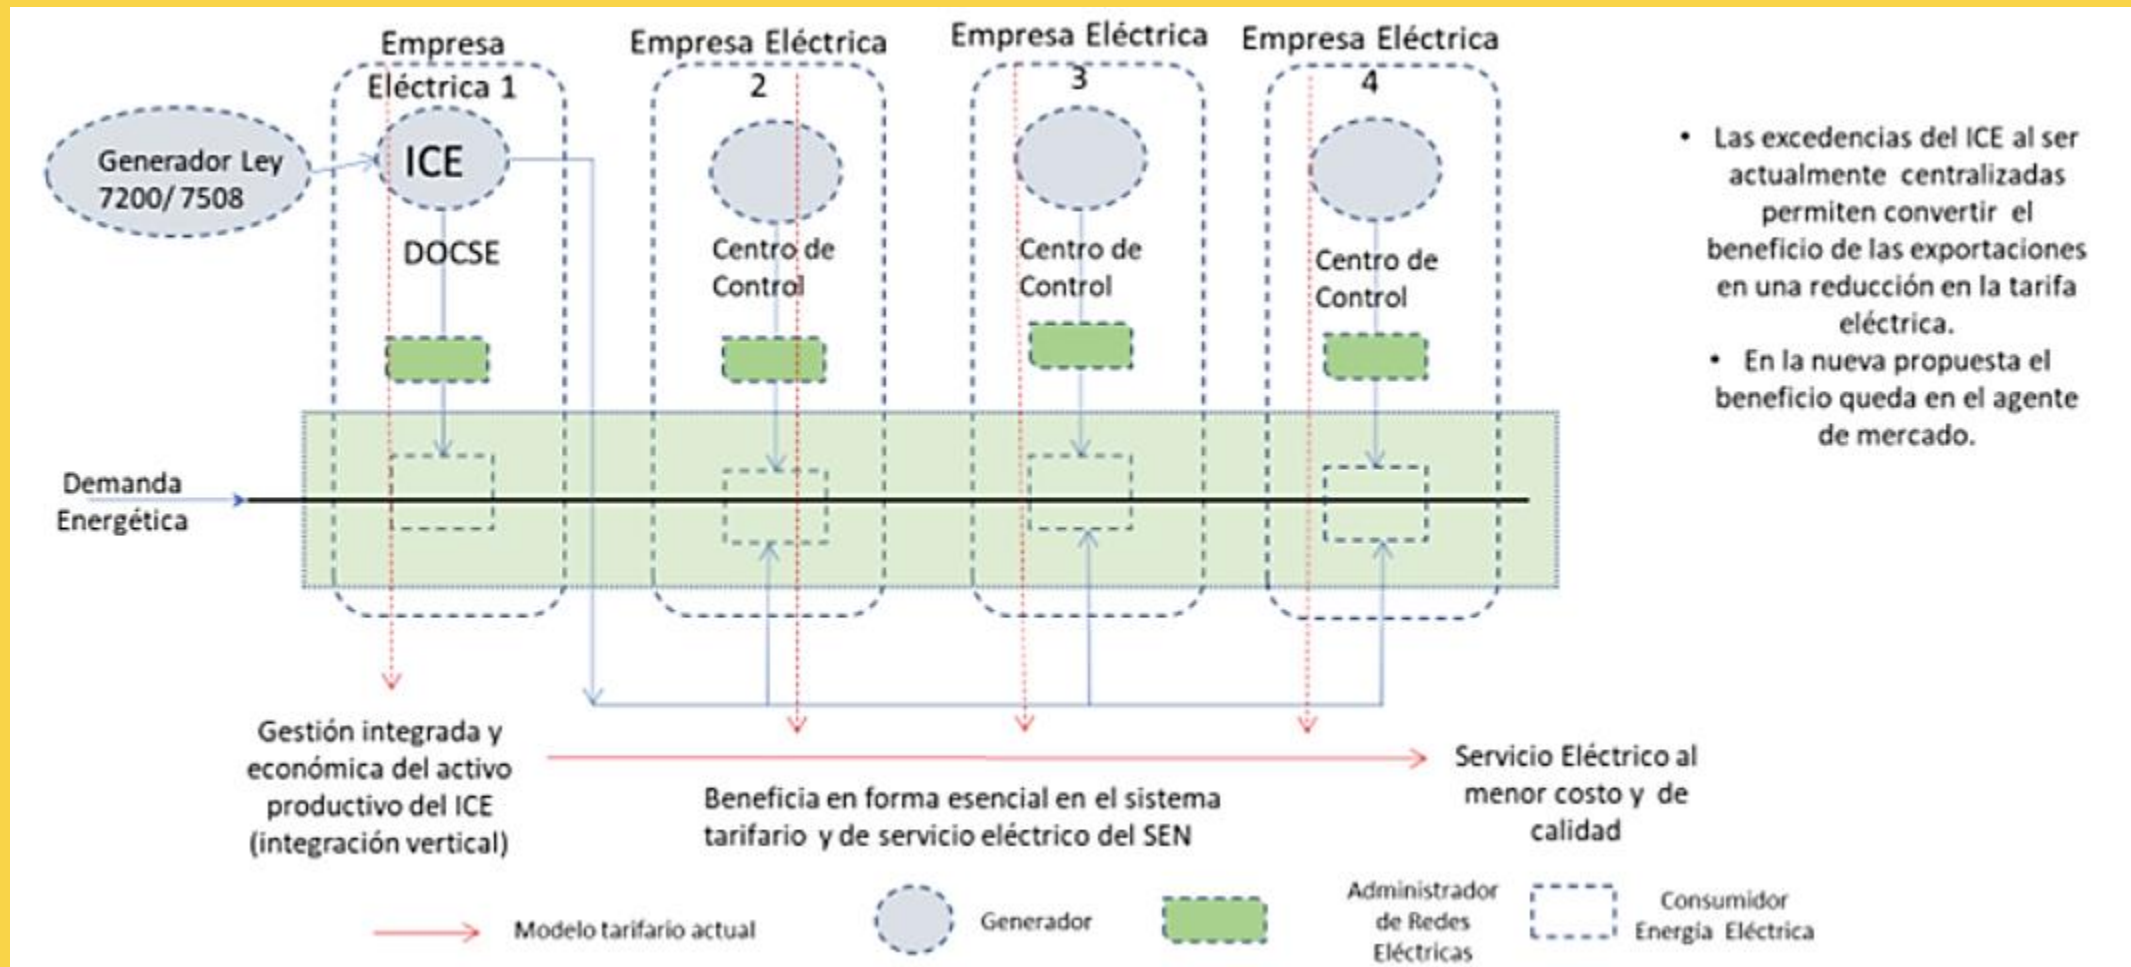 Empresa
Eléctrica 1
Empresa Eléctrica
2
Empresa Eléctrica
3
Empresa Eléctrica
4
Generador Ley
7200/ 7508
ICE
DOCSE
Centro de
Control
Centro de
Control
Centro de
Control
• Las excedencias del ICE al ser
actualmente centralizadas
permiten convertir el
beneficio de las exportaciones
en una reducción en la tarifa
eléctrica.
• En la nueva propuesta el
beneficio queda en el agente
de mercado.
Demanda
Energética
Gestión integrada y
económica del activo
productivo del ICE
(integración vertical)
Beneficia en forma esencial en el sistema
tarifario y de servicio eléctrico del SEN
Servicio Eléctrico al
menor costo y de
calidad
Modelo tarifario actual
Generador
Administrador
de Redes
Eléctricas
Consumidor
Energía Eléctrica